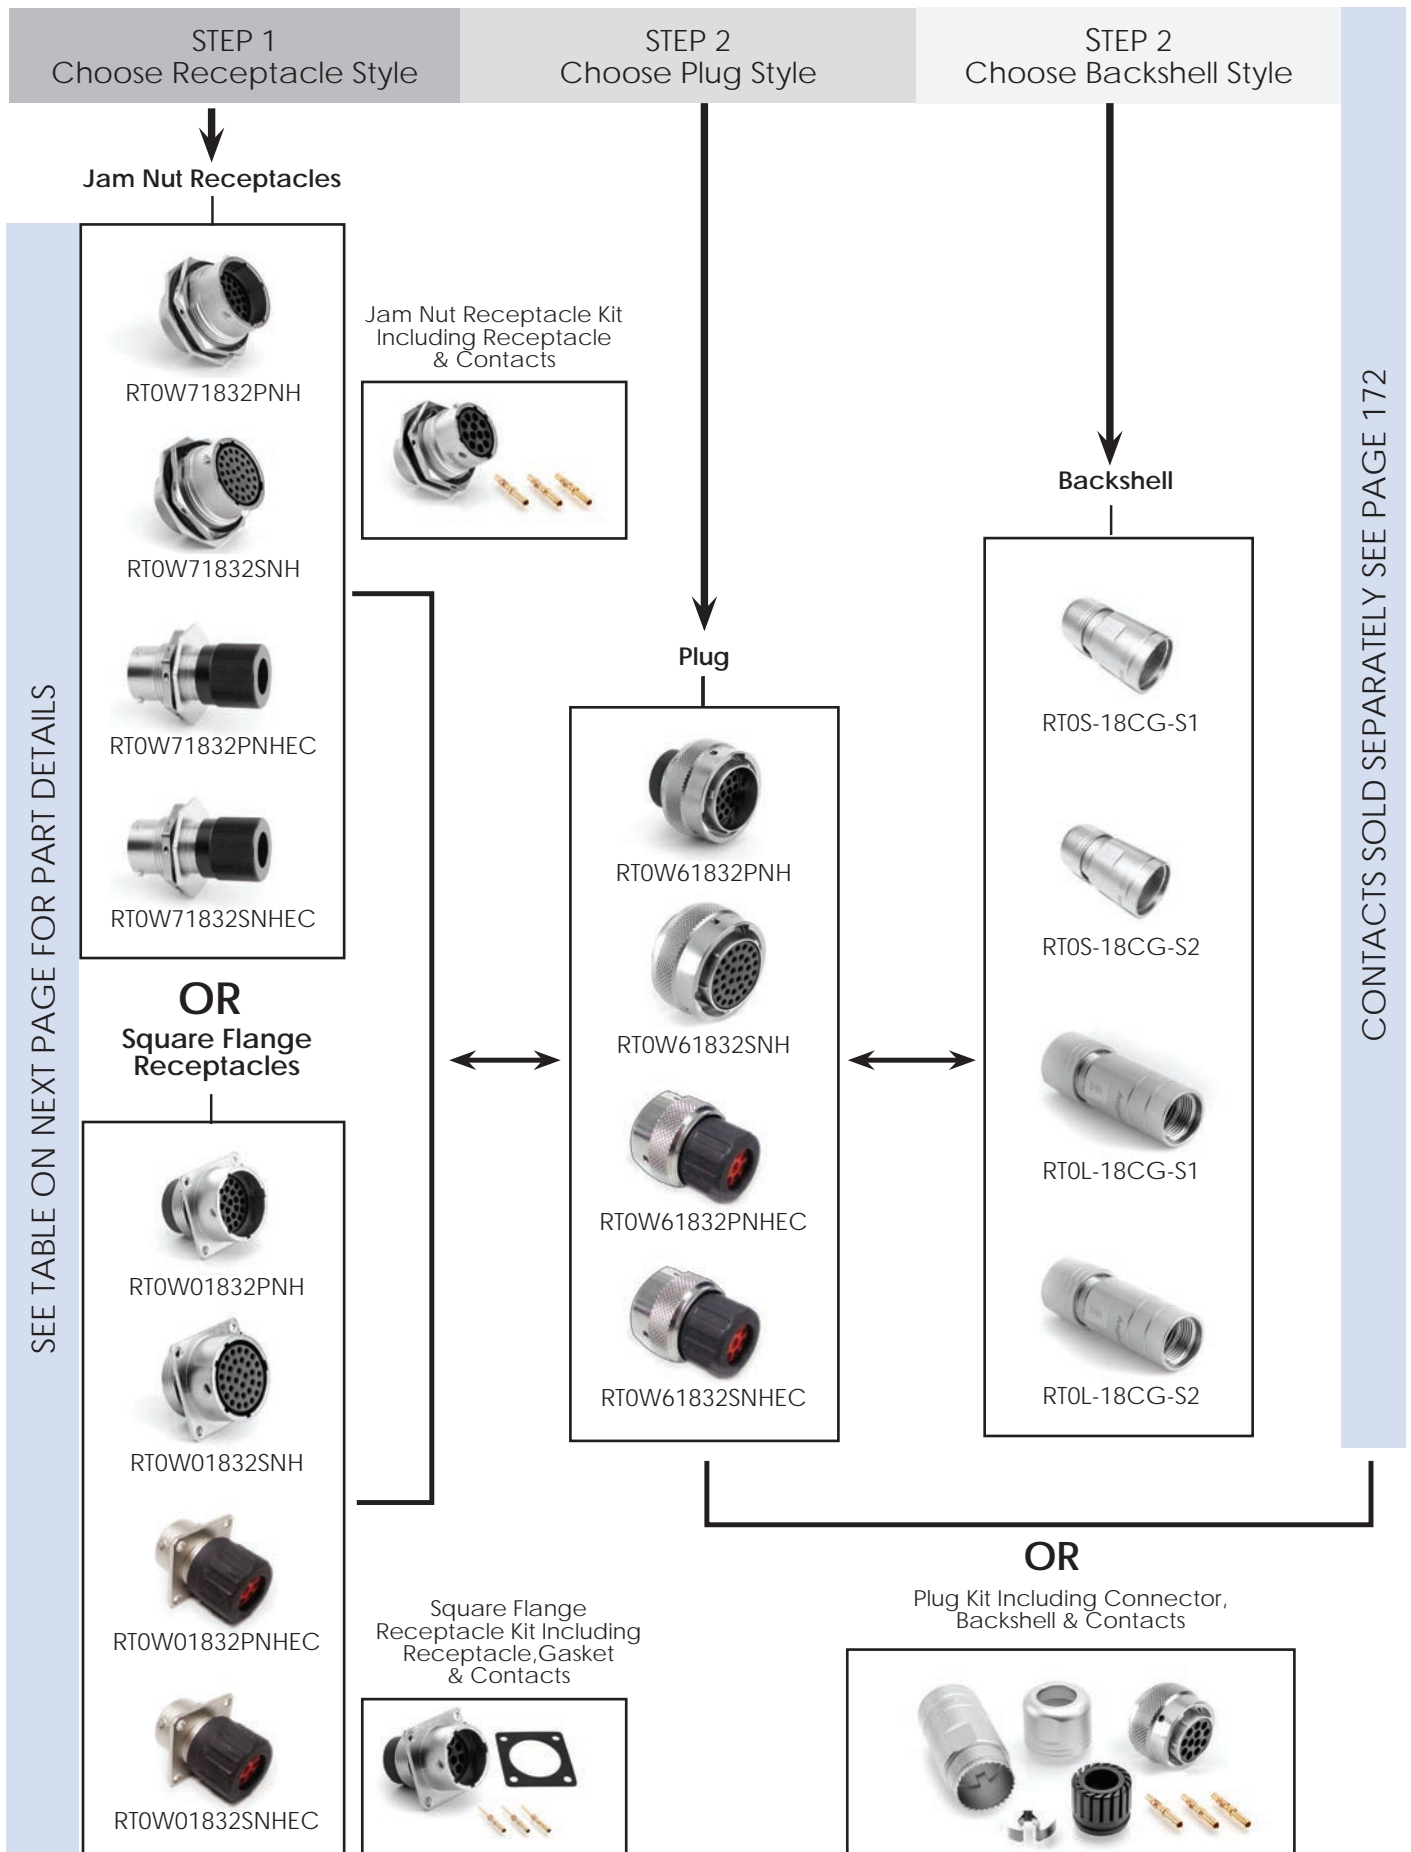 STEP 1
Choose Receptacle Style
STEP 2
Choose Plug Style
STEP 2
Choose Backshell Style
Jam Nut Receptacles
RT0W71832PNH
RT0W71832SNH
RT0W71832PNHEC
RT0W71832SNHEC
Jam Nut Receptacle Kit
Including Receptacle
& Contacts
OR
Square Flange
Receptacles
RT0W01832PNH
RT0W01832SNH
RT0W01832PNHEC
RT0W01832SNHEC
Square Flange
Receptacle Kit Including
Receptacle,Gasket
& Contacts
Plug
RT0W61832PNH
RT0W61832SNH
RT0W61832PNHEC
RT0W61832SNHEC
Backshell
RT0S-18CG-S1
RT0S-18CG-S2
RT0L-18CG-S1
RT0L-18CG-S2
OR
Plug Kit Including Connector,
Backshell & Contacts
SEE TABLE ON NEXT PAGE FOR PART DETAILS
CONTACTS SOLD SEPARATELY SEE PAGE 172